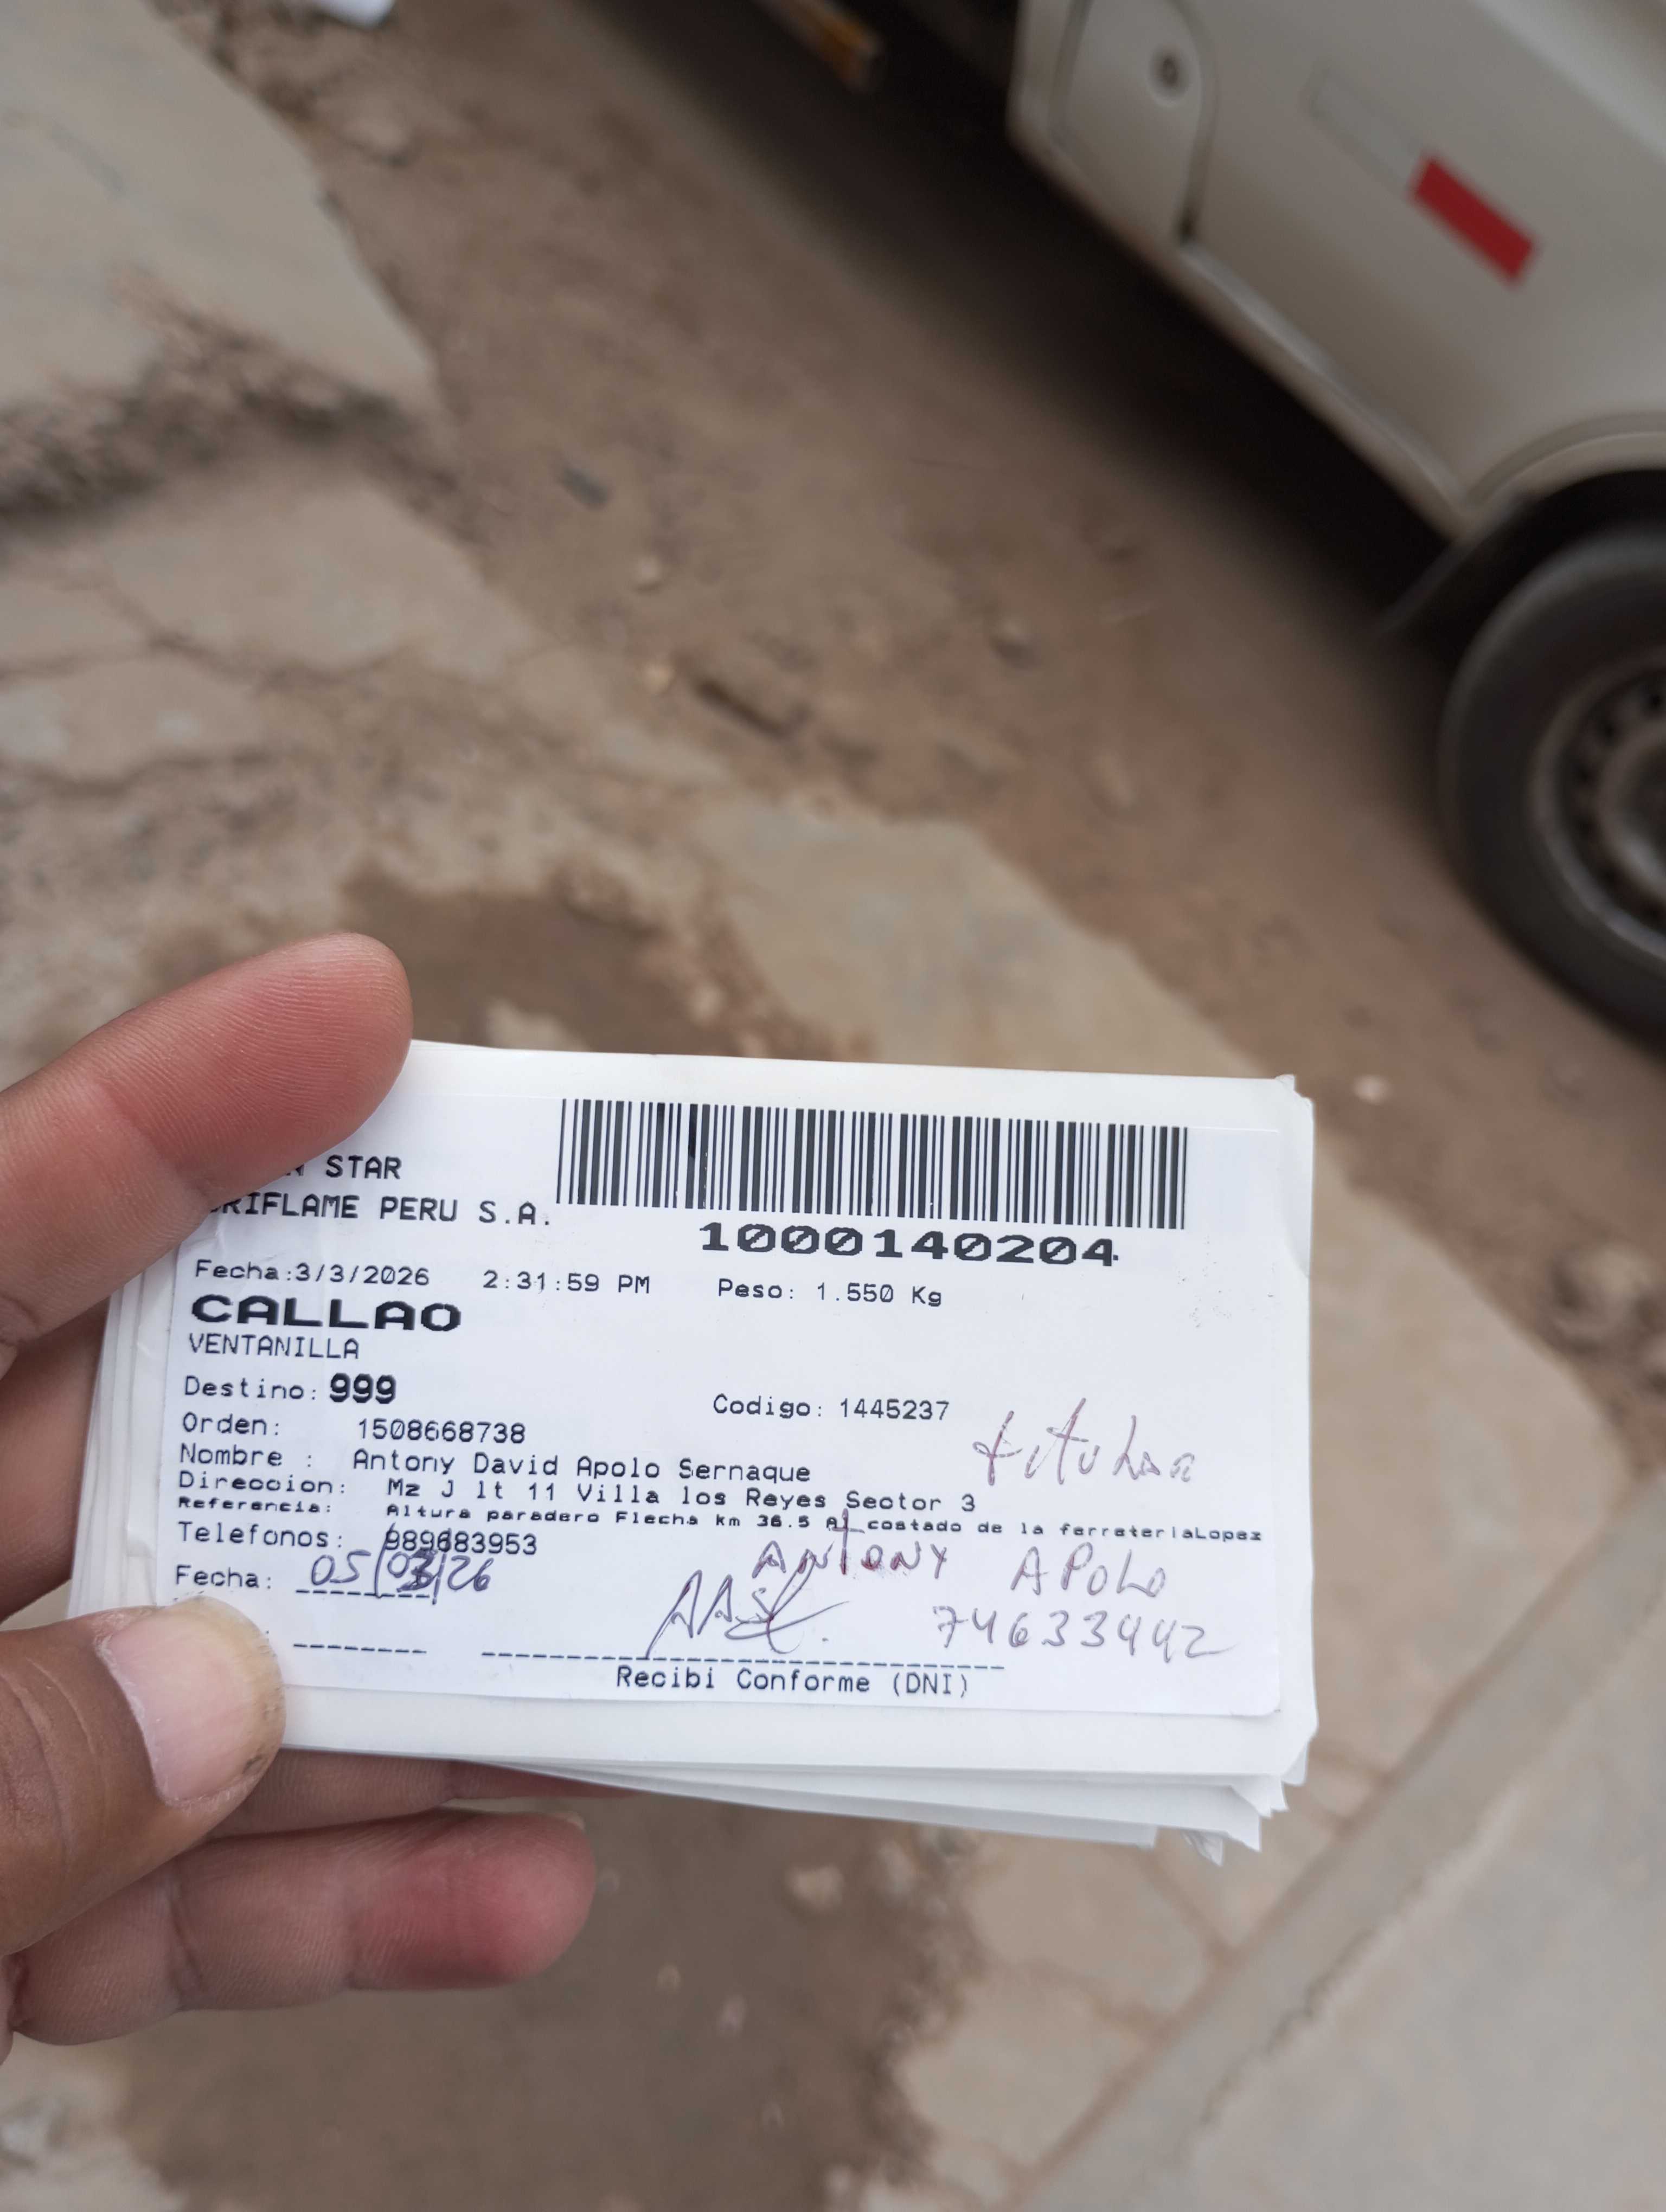 STAR
ORIFLAME PERU S.A.
1000140204
Fecha:3/3/2026 2:31:59 PM Peso: 1.550 Kg
CALLAO
VENTANILLA
Destino: 999
Codigo: 1445237
Orden: 1508668738
titular
Nombre : Antony David Apolo Sernaque
Direccion: Mz J lt 11 Villa los Reyes Sector 3
Referencia: Altura paradero Flecha km 36.5 Al costado de la ferreteriaLopez
Telefonos: 989683953
ANTONY APOLO
Fecha: 05/03/26
74633442
Recibi Conforme (DNI)